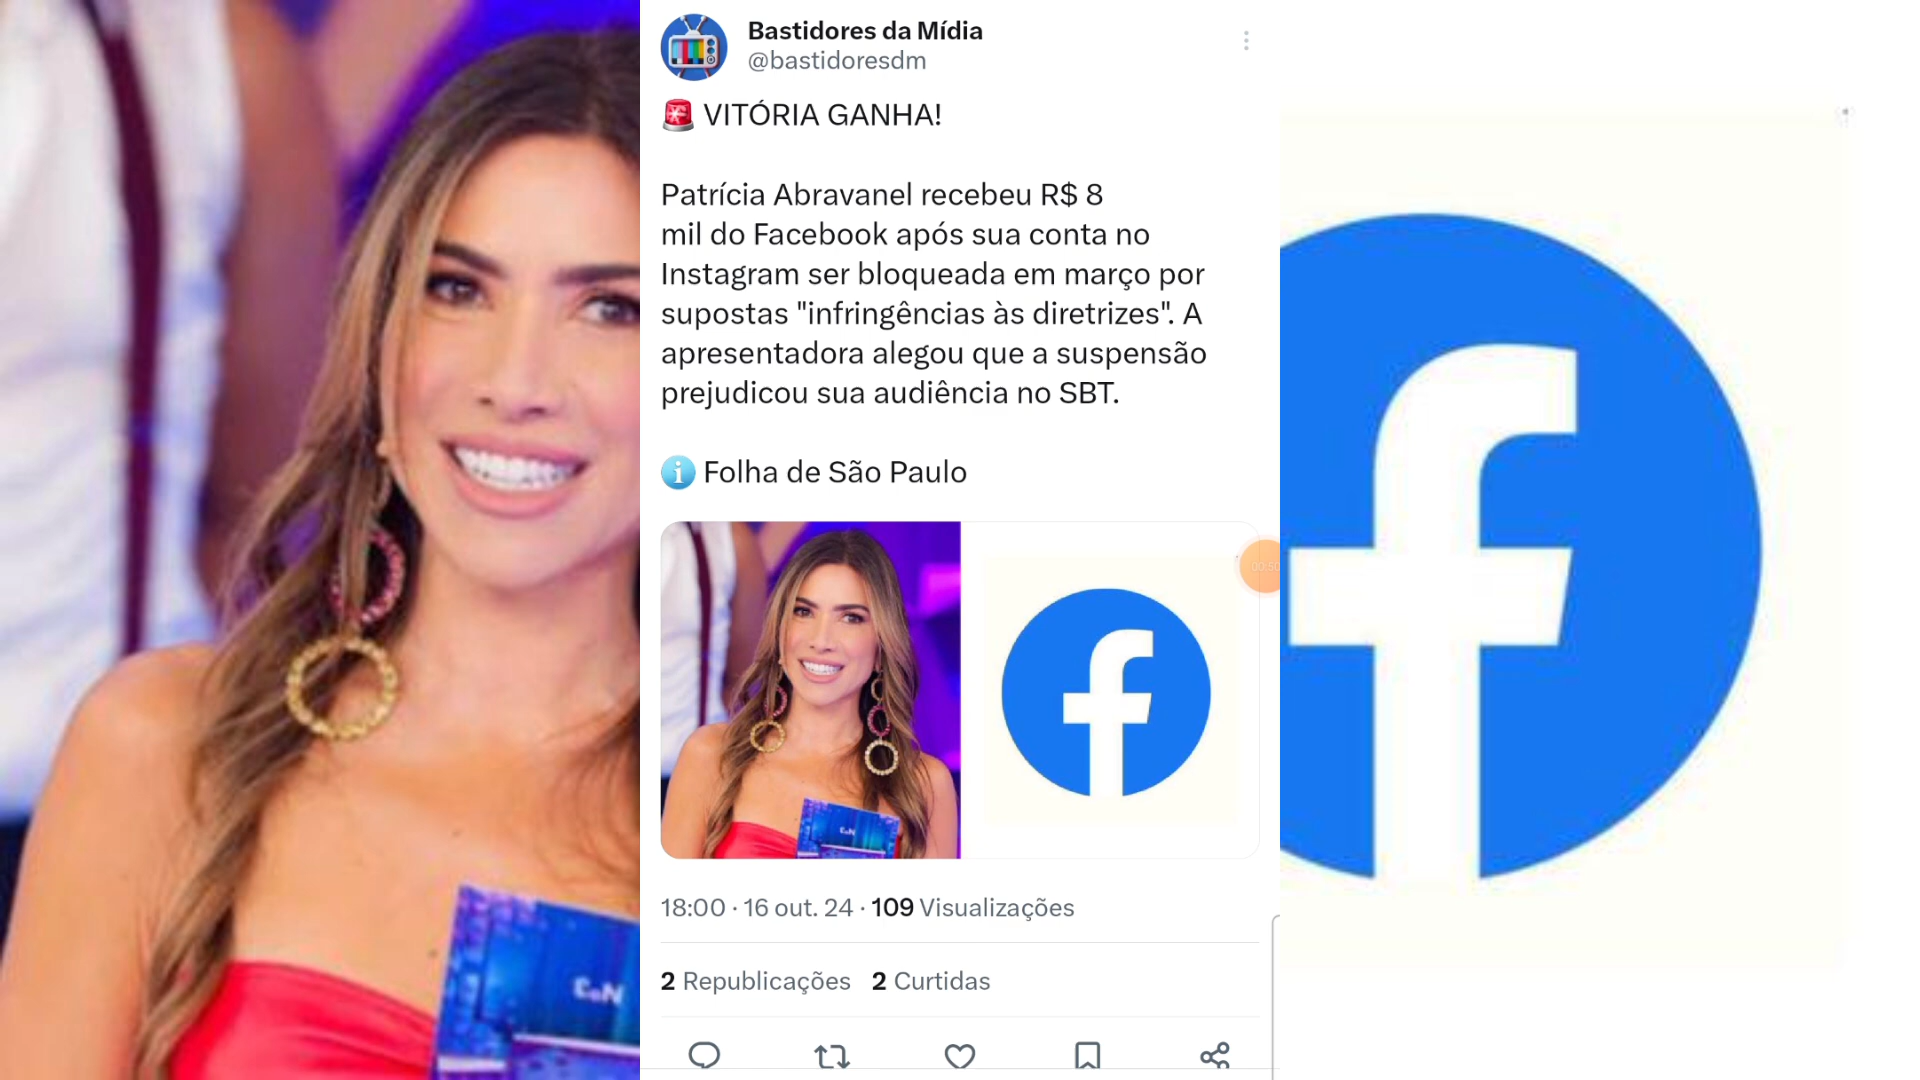 Bastidores da Mídia
@bastidoresdm
🚨 VITÓRIA GANHA!
Patrícia Abravanel recebeu R$ 8
mil do Facebook após sua conta no
Instagram ser bloqueada em março por
supostas "infringências às diretrizes". A
apresentadora alegou que a suspensão
prejudicou sua audiência no SBT.
ℹ️ Folha de São Paulo
00:50
18:00 · 16 out. 24 · 109 Visualizações
2 Republicações 2 Curtidas